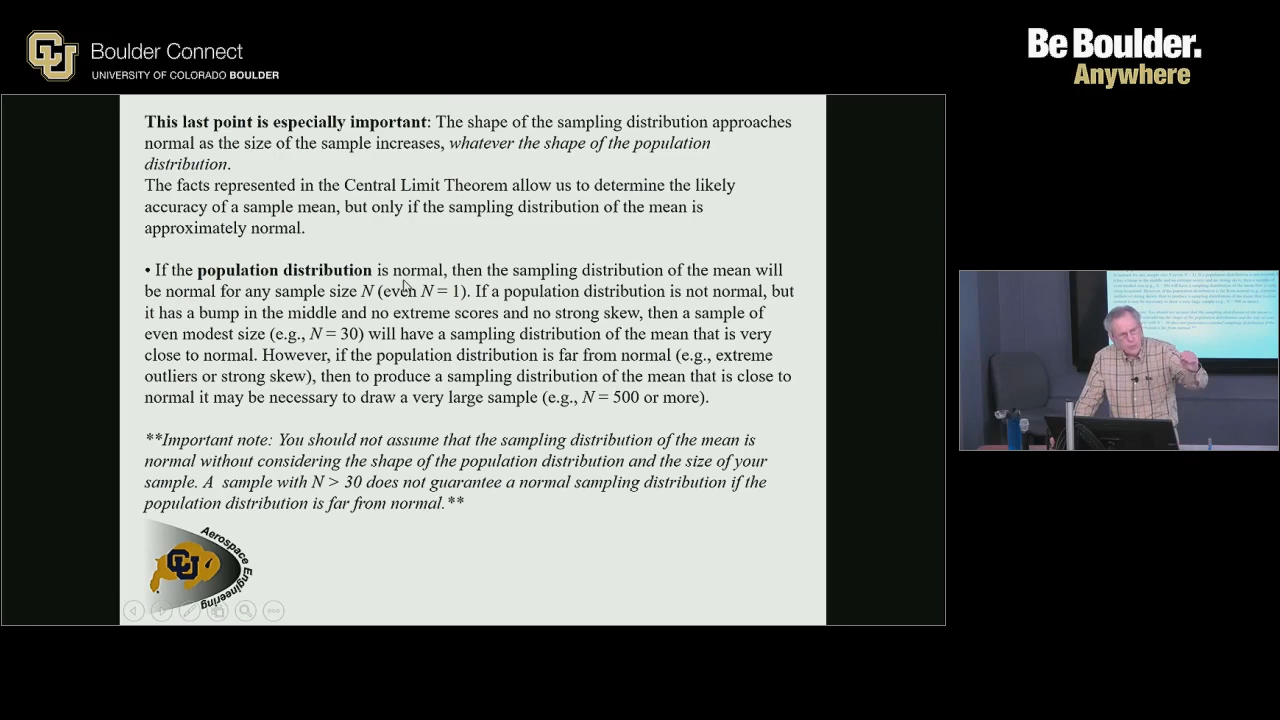 CU
Boulder Connect
UNIVERSITY OF COLORADO BOULDER
Be Boulder.
Anywhere
This last point is especially important: The shape of the sampling distribution approaches
normal as the size of the sample increases, whatever the shape of the population
distribution.
The facts represented in the Central Limit Theorem allow us to determine the likely
accuracy of a sample mean, but only if the sampling distribution of the mean is
approximately normal.
• If the population distribution is normal, then the sampling distribution of the mean will
be normal for any sample size N (even N = 1). If a population distribution is not normal, but
it has a bump in the middle and no extreme scores and no strong skew, then a sample of
even modest size (e.g., N = 30) will have a sampling distribution of the mean that is very
close to normal. However, if the population distribution is far from normal (e.g., extreme
outliers or strong skew), then to produce a sampling distribution of the mean that is close to
normal it may be necessary to draw a very large sample (e.g., N = 500 or more).
**Important note: You should not assume that the sampling distribution of the mean is
normal without considering the shape of the population distribution and the size of your
sample. A sample with N > 30 does not guarantee a normal sampling distribution if the
population distribution is far from normal.**
CU
Aerospace Engineering